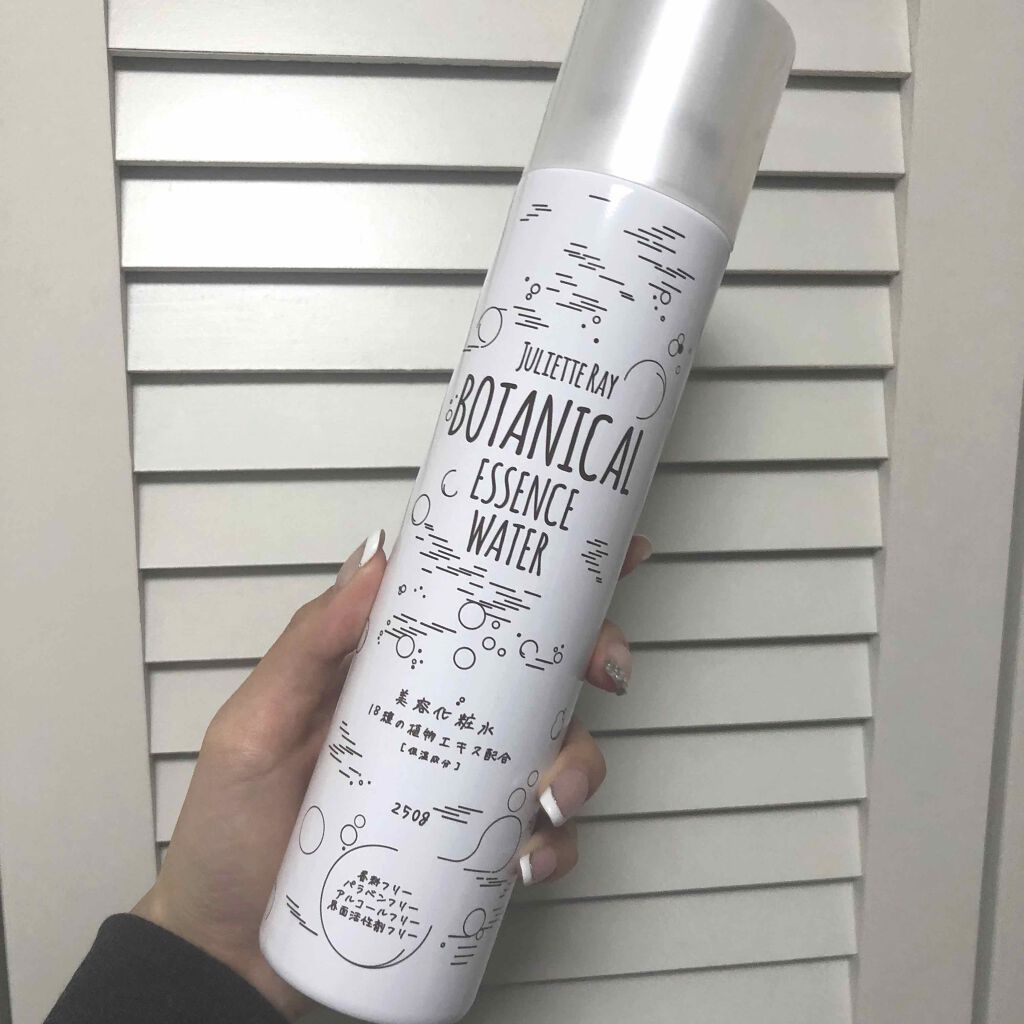 JULIETTE RAY
BOTANICAL
ESSENCE
WATER
美容化粧水
18種の植物エキス配合
[保湿成分]
250g
香料フリー
パラベンフリー
アルコールフリー
界面活性剤フリー